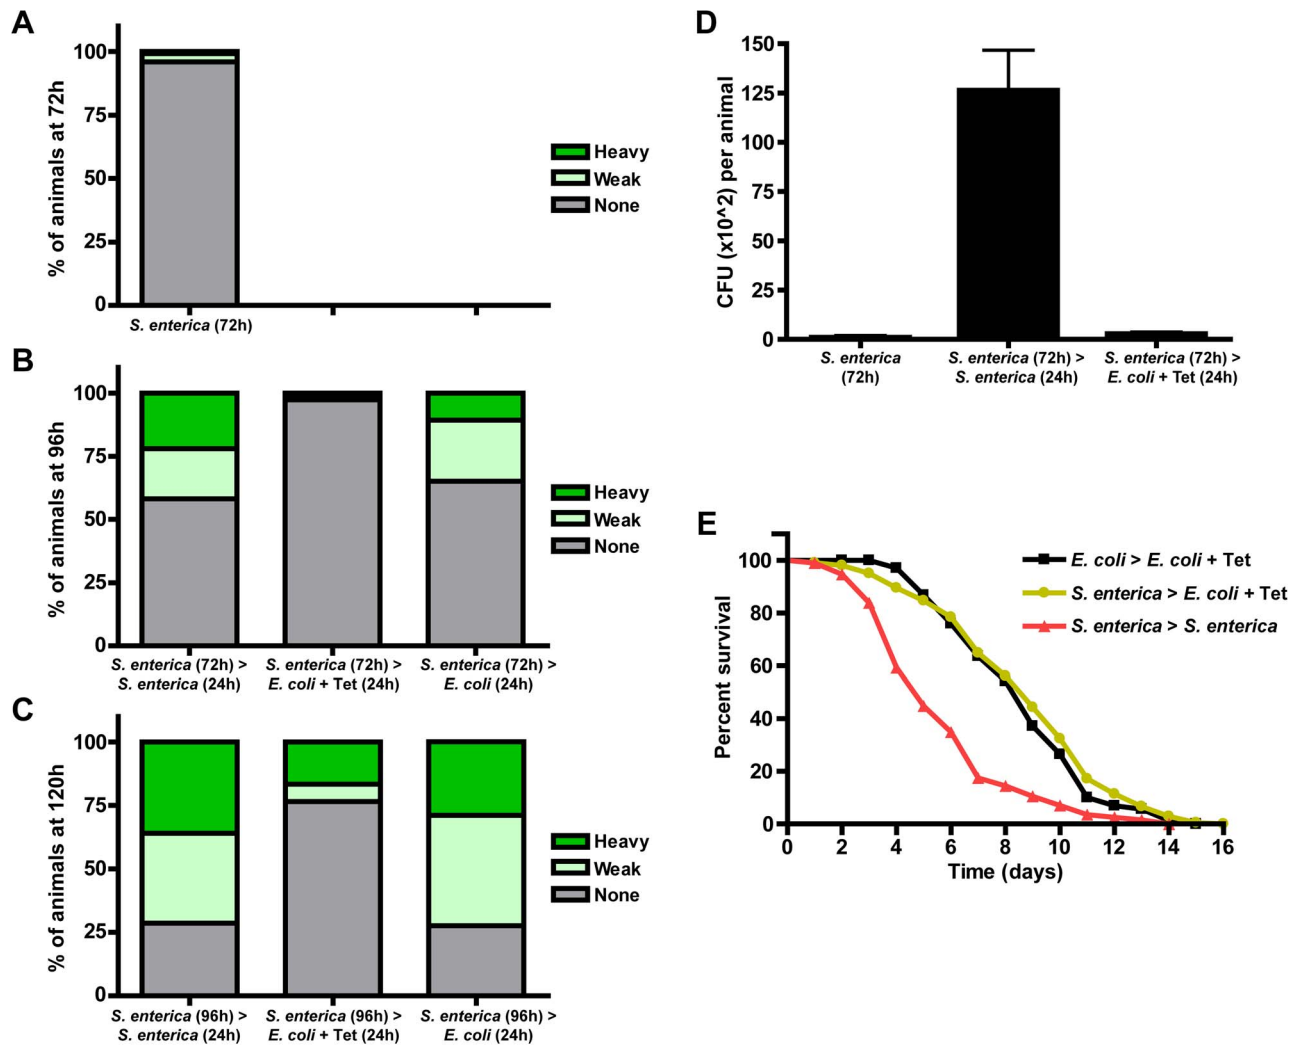 A
% of animals at 72h
100
75
50
25
0
S. enterica (72h)
Heavy
Weak
None
B
% of animals at 96h
100
75
50
25
0
S. enterica (72h) >
S. enterica (24h)
S. enterica (72h) >
E. coli + Tet (24h)
S. enterica (72h) >
E. coli (24h)
Heavy
Weak
None
C
% of animals at 120h
100
75
50
25
0
S. enterica (96h) >
S. enterica (24h)
S. enterica (96h) >
E. coli + Tet (24h)
S. enterica (96h) >
E. coli (24h)
Heavy
Weak
None
D
CFU (x10^2) per animal
150
125
100
75
50
25
0
S. enterica
(72h)
S. enterica (72h) >
S. enterica (24h)
S. enterica (72h) >
E. coli + Tet (24h)
E
Percent survival
100
80
60
40
20
0
0 2 4 6 8 10 12 14 16
Time (days)
E. coli > E. coli + Tet
S. enterica > E. coli + Tet
S. enterica > S. enterica